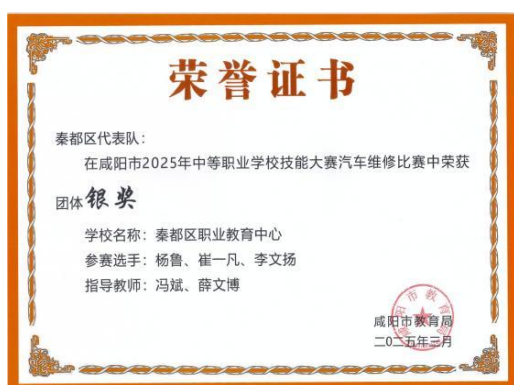 荣誉证书
秦都区代表队：
在咸阳市2025年中等职业学校技能大赛汽车维修比赛中荣获
团体银奖
学校名称：秦都区职业教育中心
参赛选手：杨鲁、崔一凡、李文扬
指导教师：冯斌、薛文博
咸阳市教育局
二〇二五年三月